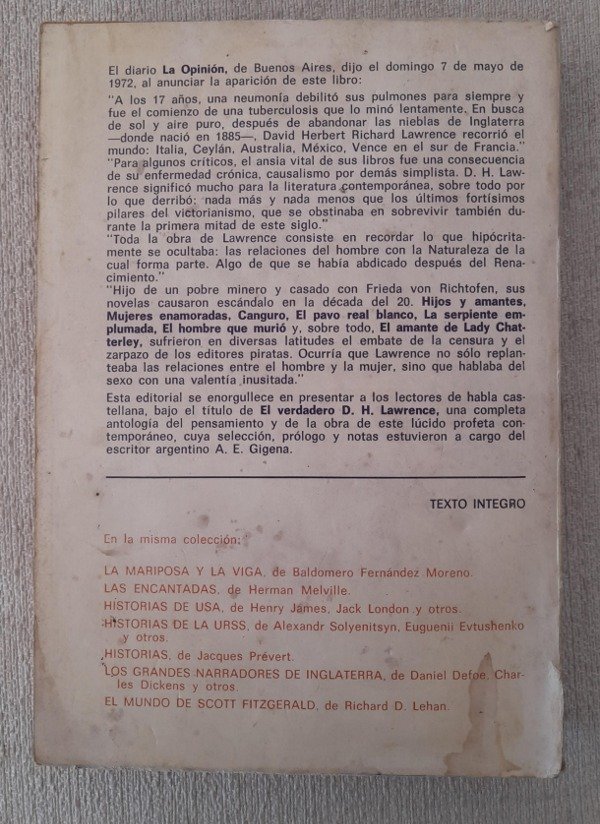 El diario La Opinión, de Buenos Aires, dijo el domingo 7 de mayo de
1972, al anunciar la aparición de este libro:
"A los 17 años, una neumonía debilitó sus pulmones para siempre y
fue el comienzo de una tuberculosis que lo minó lentamente. En busca
de sol y aire puro, después de abandonar las nieblas de Inglaterra
—donde nació en 1885—, David Herbert Richard Lawrence recorrió el
mundo: Italia, Ceylán, Australia, México, Vence en el sur de Francia."
"Para algunos críticos, el ansia vital de sus libros fue una consecuencia
de su enfermedad crónica, causalismo por demás simplista. D. H. Law-
rence significó mucho para la literatura contemporánea, sobre todo por
lo que derribó: nada más y nada menos que los últimos fortísimos
pilares del victorianismo, que se obstinaba en sobrevivir también du-
rante la primera mitad de este siglo."
"Toda la obra de Lawrence consiste en recordar lo que hipócrita-
mente se ocultaba: las relaciones del hombre con la Naturaleza de la
cual forma parte. Algo de que se había abdicado después del Rena-
cimiento."
"Hijo de un pobre minero y casado con Frieda von Richtofen, sus
novelas causaron escándalo en la década del 20. Hijos y amantes,
Mujeres enamoradas, Canguro, El pavo real blanco, La serpiente em-
plumada, El hombre que murió y, sobre todo, El amante de Lady Chat-
terley, sufrieron en diversas latitudes el embate de la censura y el
zarpazo de los editores piratas. Ocurría que Lawrence no sólo replan-
teaba las relaciones entre el hombre y la mujer, sino que hablaba del
sexo con una valentía inusitada."
Esta editorial se enorgullece en presentar a los lectores de habla cas-
tellana, bajo el título de El verdadero D. H. Lawrence, una completa
antología del pensamiento y de la obra de este lúcido profeta con-
temporáneo, cuya selección, prólogo y notas estuvieron a cargo del
escritor argentino A. E. Gigena.
TEXTO INTEGRO
En la misma colección:
LA MARIPOSA Y LA VIGA, de Baldomero Fernández Moreno.
LAS ENCANTADAS, de Herman Melville.
HISTORIAS DE USA, de Henry James, Jack London y otros.
HISTORIAS DE LA URSS, de Alexandr Solyenitsyn, Euguenii Evtushenko
y otros.
HISTORIAS, de Jacques Prévert.
LOS GRANDES NARRADORES DE INGLATERRA, de Daniel Defoe, Char-
les Dickens y otros.
EL MUNDO DE SCOTT FITZGERALD, de Richard D. Lehan.